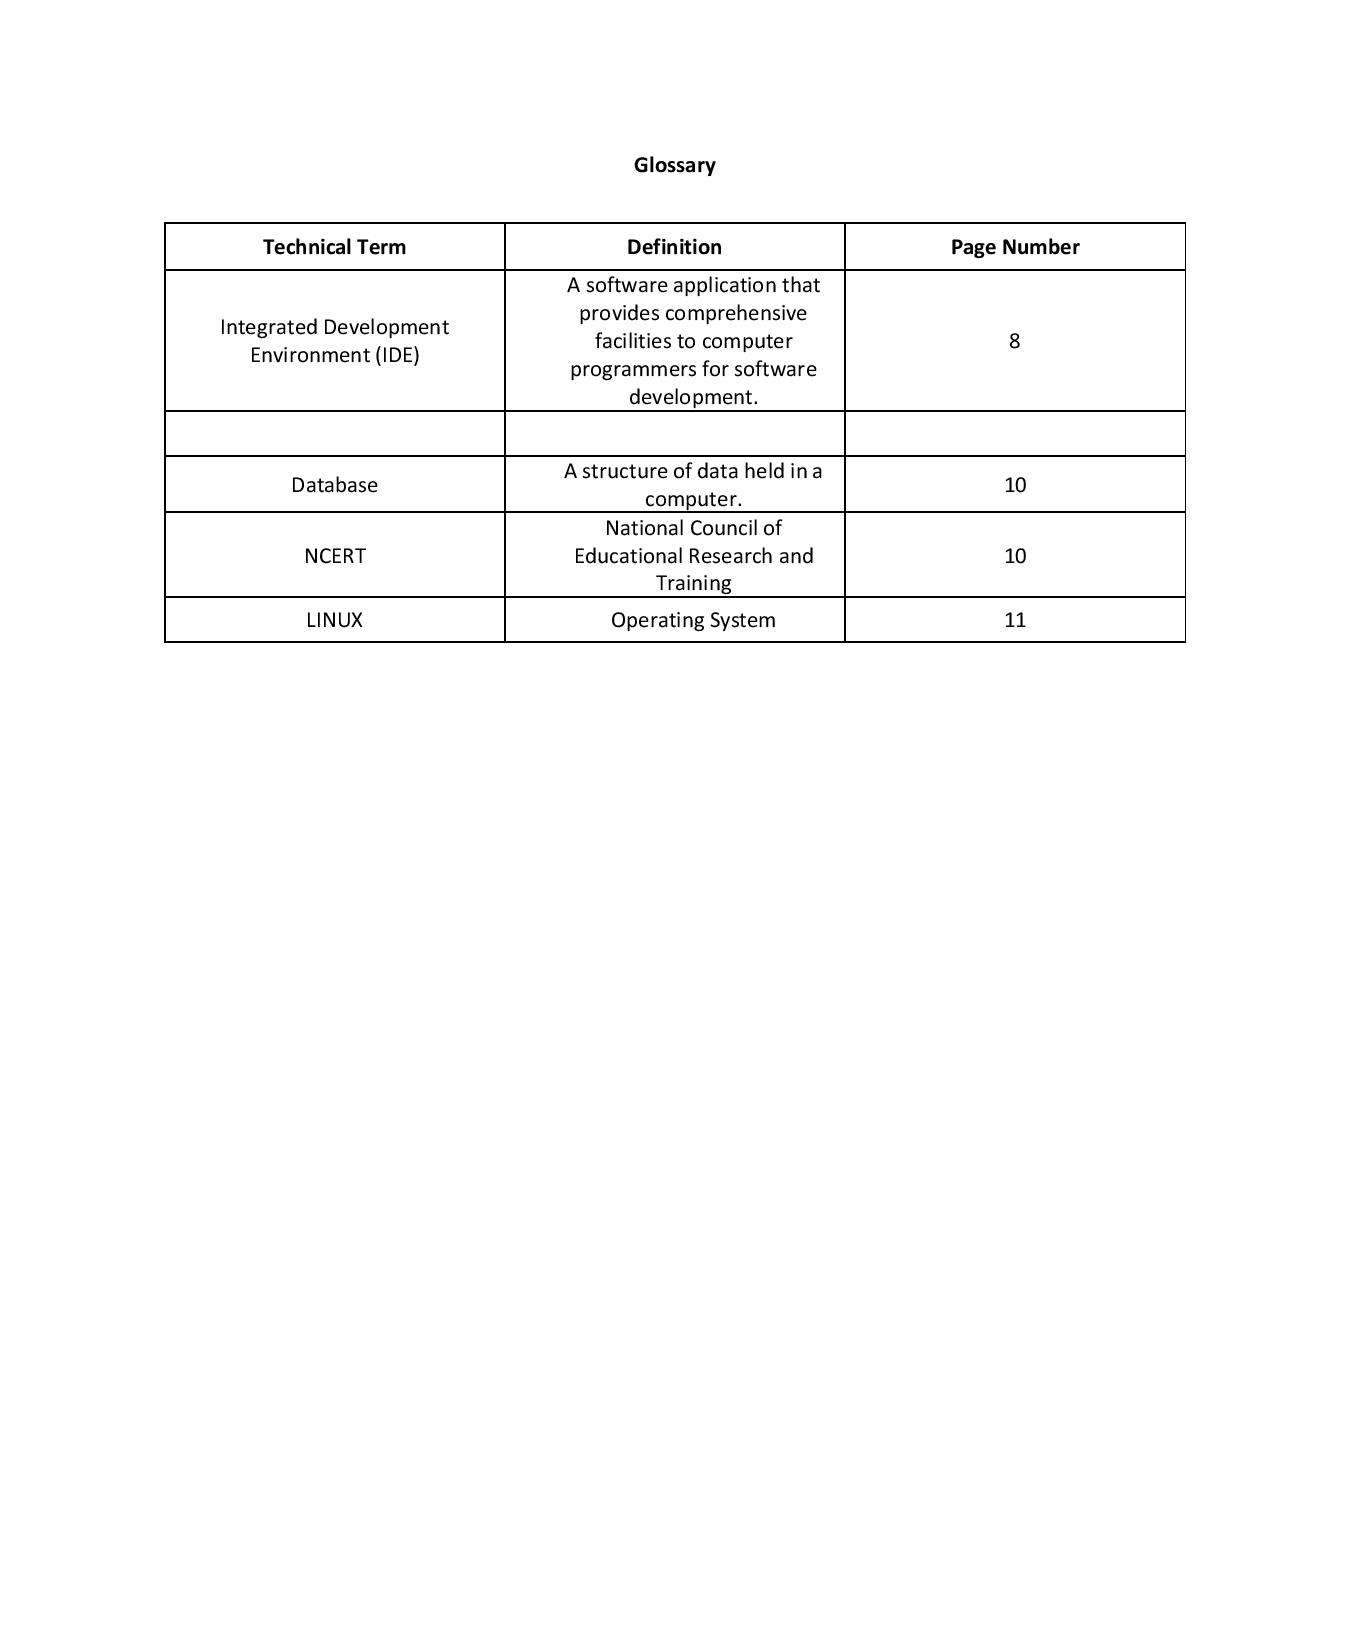 Glossary
Technical Term
Definition
Page Number
Integrated Development
Environment (IDE)
A software application that
provides comprehensive
facilities to computer
programmers for software
development.
8
Database
A structure of data held in a
computer.
10
NCERT
National Council of
Educational Research and
Training
10
LINUX
Operating System
11